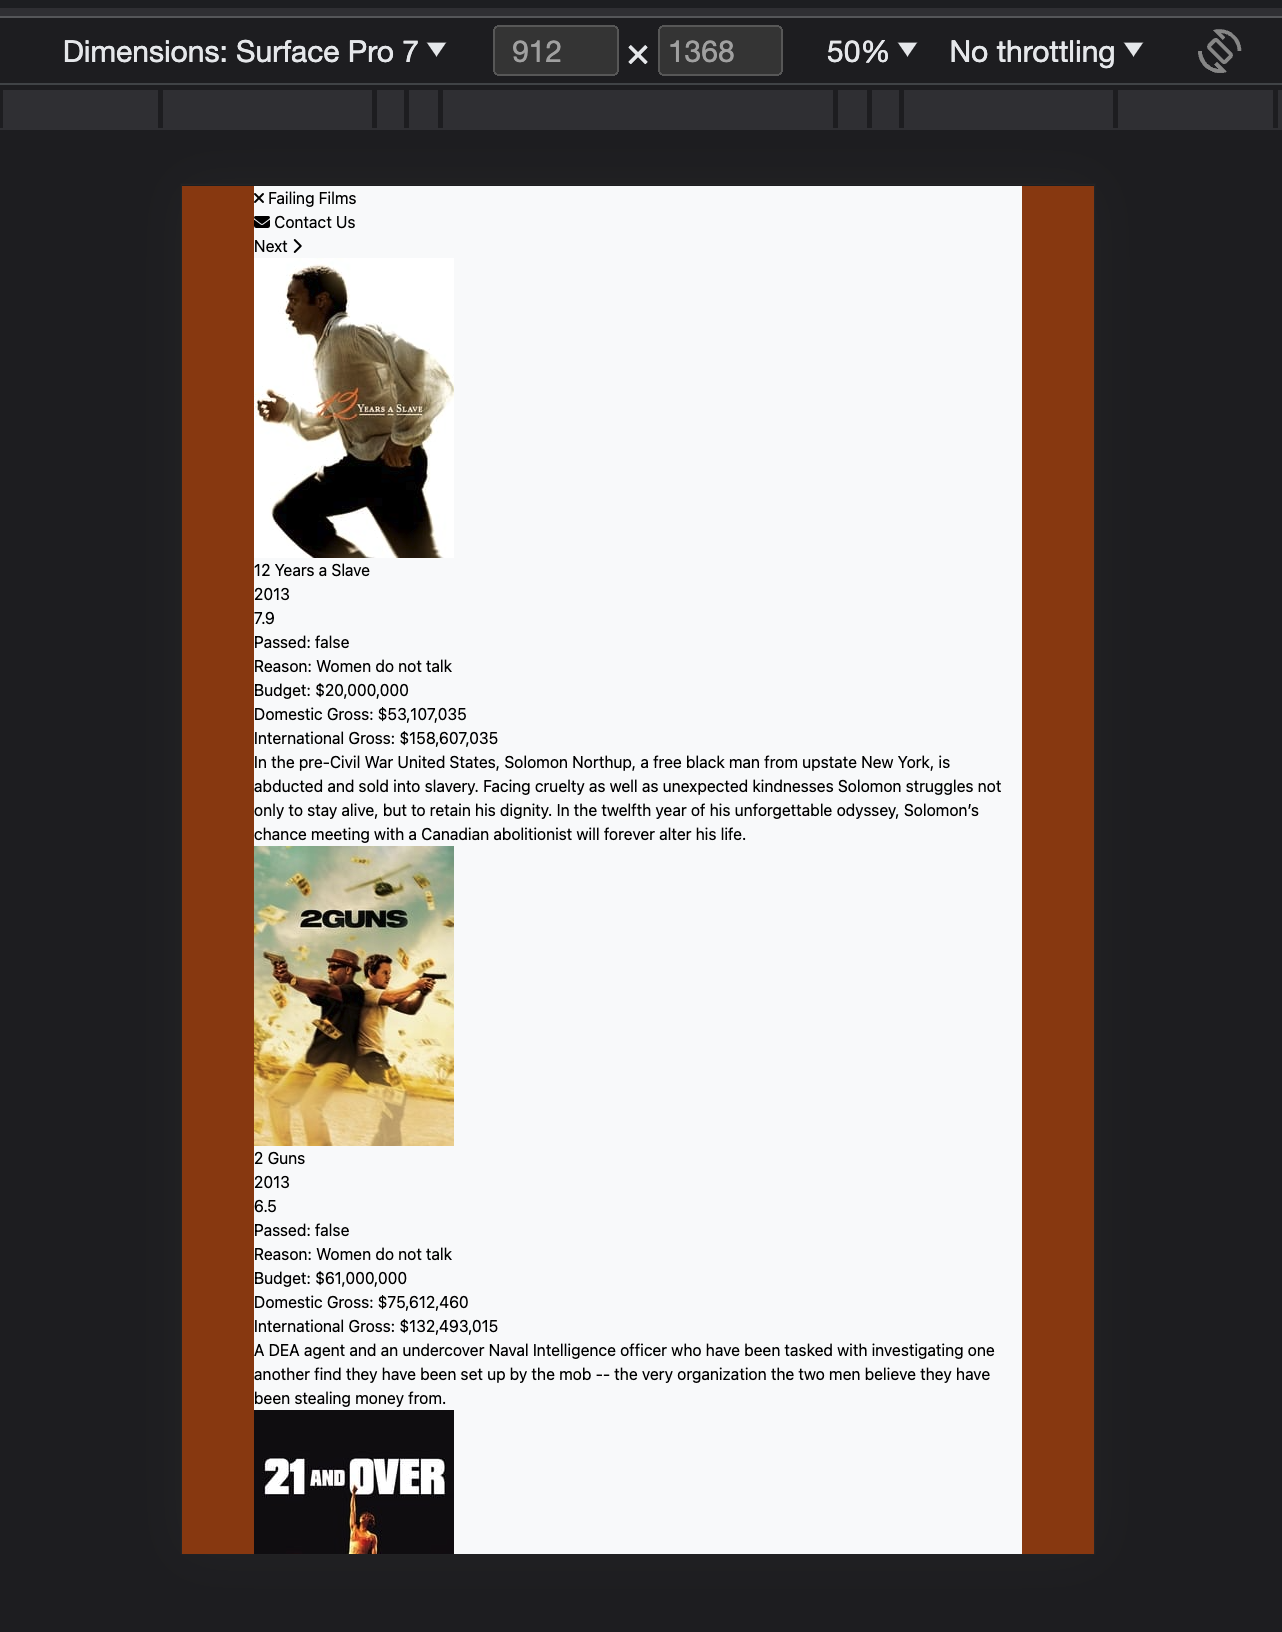 Dimensions: Surface Pro 7 912 × 1368 50% No throttling
Failing Films
Contact Us
Next
12 YEARS A SLAVE
12 Years a Slave
2013
7.9
Passed: false
Reason: Women do not talk
Budget: $20,000,000
Domestic Gross: $53,107,035
International Gross: $158,607,035
In the pre-Civil War United States, Solomon Northup, a free black man from upstate New York, is
abducted and sold into slavery. Facing cruelty as well as unexpected kindnesses Solomon struggles not
only to stay alive, but to retain his dignity. In the twelfth year of his unforgettable odyssey, Solomon’s
chance meeting with a Canadian abolitionist will forever alter his life.
2GUNS
2 Guns
2013
6.5
Passed: false
Reason: Women do not talk
Budget: $61,000,000
Domestic Gross: $75,612,460
International Gross: $132,493,015
A DEA agent and an undercover Naval Intelligence officer who have been tasked with investigating one
another find they have been set up by the mob -- the very organization the two men believe they have
been stealing money from.
21 AND OVER